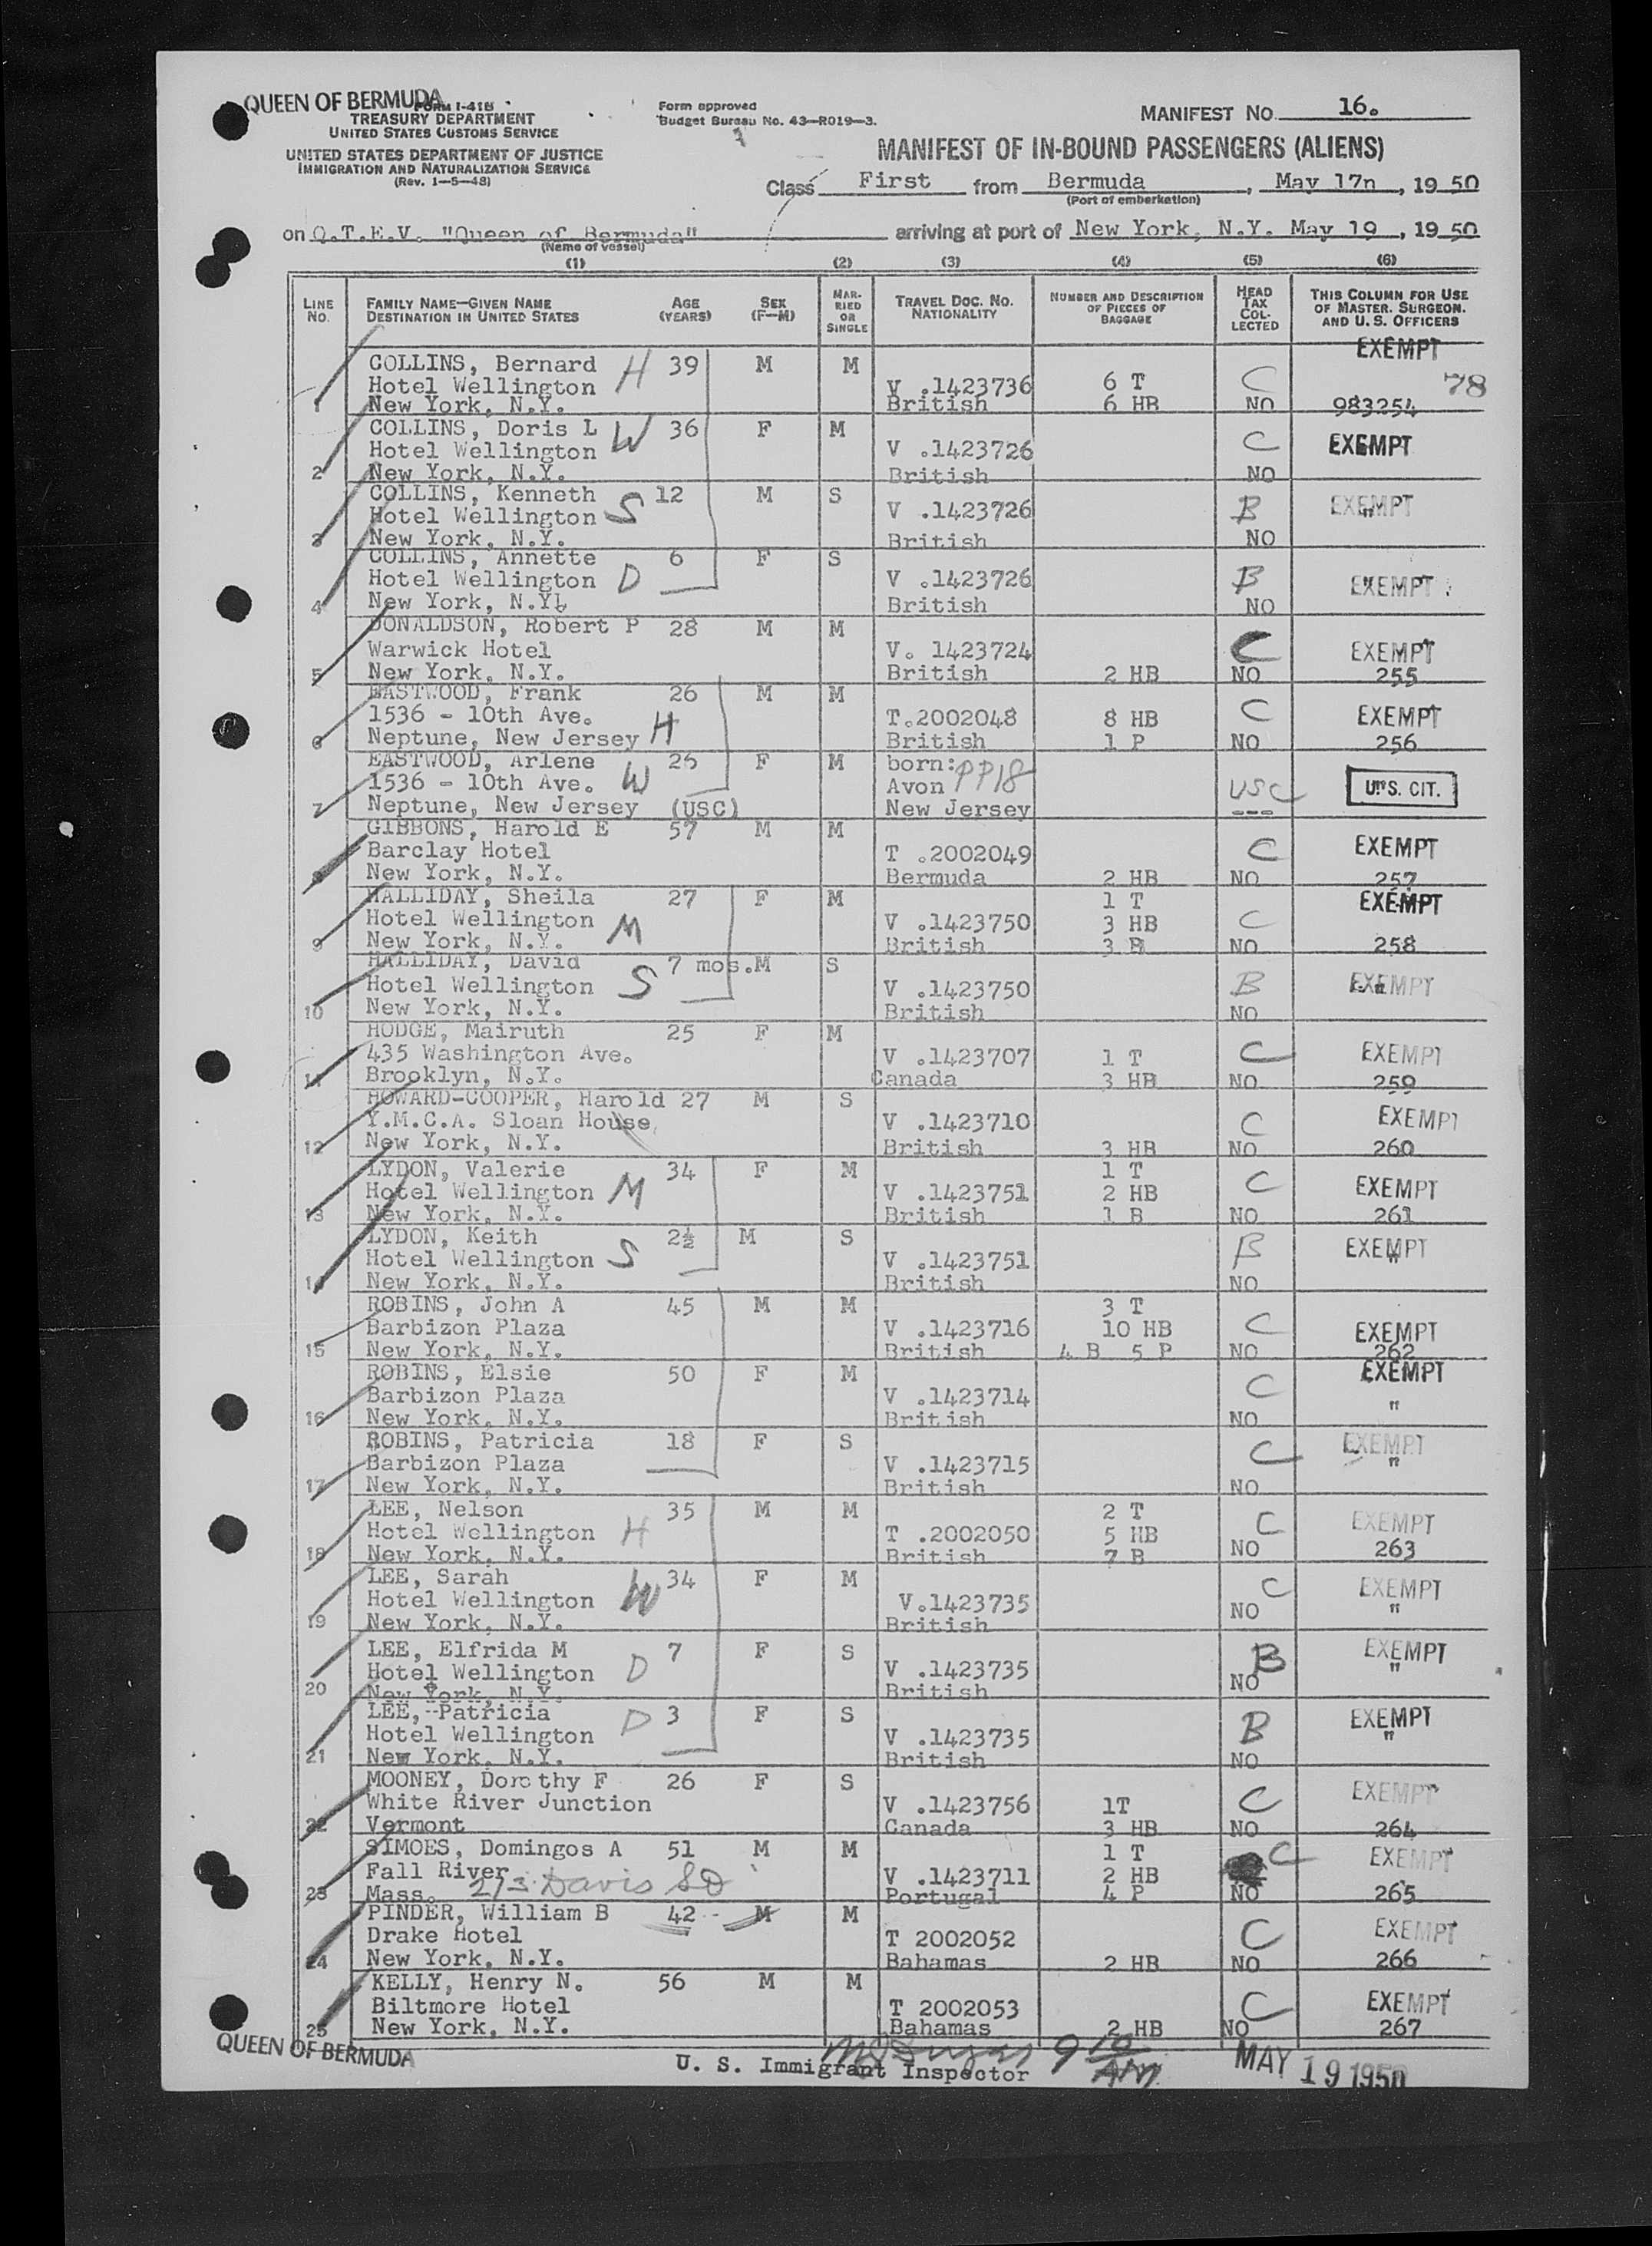 QUEEN OF BERMUDA
FORM I-418
TREASURY DEPARTMENT
UNITED STATES CUSTOMS SERVICE
UNITED STATES DEPARTMENT OF JUSTICE
IMMIGRATION AND NATURALIZATION SERVICE
(Rev. 1-5-48)
Form approved
Budget Bureau No. 43-R019-3.
MANIFEST NO. 16.
MANIFEST OF IN-BOUND PASSENGERS (ALIENS)
Class First from Bermuda, May 17n, 1950
(Port of embarkation)
on Q.T.E.V. "Queen of Bermuda" arriving at port of New York, N.Y. May 19, 1950
(Name of vessel)
(1) (2) (3) (4) (5) (6)
LINE NO. FAMILY NAME—GIVEN NAME DESTINATION IN UNITED STATES AGE (YEARS) SEX (F—M) MARRIED OR SINGLE TRAVEL DOC. NO. NATIONALITY NUMBER AND DESCRIPTION OF PIECES OF BAGGAGE HEAD TAX COLLECTED THIS COLUMN FOR USE OF MASTER, SURGEON, AND U. S. OFFICERS
COLLINS, Bernard H 39 M M EXEMPT
Hotel Wellington V .1423736 6 T C 78
1 New York, N.Y. British 6 HB NO 983254
COLLINS, Doris L W 36 F M C EXEMPT
Hotel Wellington V .1423726
2 New York, N.Y. British NO
COLLINS, Kenneth S 12 M S B EXEMPT
Hotel Wellington V .1423726 "
3 New York, N.Y. British NO
COLLINS, Annette 6 F S
Hotel Wellington D V .1423726 B EXEMPT
4 New York, N.Y. British NO
DONALDSON, Robert P 28 M M
Warwick Hotel V. 1423724 C EXEMPT
5 New York, N.Y. British 2 HB NO 255
EASTWOOD, Frank 26 M M
1536 - 10th Ave. H T.2002048 8 HB C EXEMPT
6 Neptune, New Jersey British 1 P NO 256
EASTWOOD, Arlene 25 F M born: PP18
1536 - 10th Ave. W Avon USC U.S. CIT.
7 Neptune, New Jersey (USC) New Jersey ---
GIBBONS, Harold E 57 M M
Barclay Hotel T .2002049 C EXEMPT
8 New York, N.Y. Bermuda 2 HB NO 257
HALLIDAY, Sheila 27 F M 1 T EXEMPT
Hotel Wellington M V .1423750 3 HB C
9 New York, N.Y. British 3 B NO 258
HALLIDAY, David 7 mos. M S
Hotel Wellington S V .1423750 B EXEMPT "
10 New York, N.Y. British NO
HODGE, Mairuth 25 F M
435 Washington Ave. V .1423707 1 T C EXEMPT
11 Brooklyn, N.Y. Canada 3 HB NO 259
HOWARD-COOPER, Harold 27 M S
Y.M.C.A. Sloan House, V .1423710 C EXEMPT
12 New York, N.Y. British 3 HB NO 260
LYDON, Valerie 34 F M 1 T
Hotel Wellington M V .1423751 2 HB C EXEMPT
13 New York, N.Y. British 1 B NO 261
LYDON, Keith 2½ M S
Hotel Wellington S V .1423751 B EXEMPT "
14 New York, N.Y. British NO
ROBINS, John A 45 M M 3 T
Barbizon Plaza V .1423716 10 HB C EXEMPT
15 New York, N.Y. British 4 B 5 P NO 262
ROBINS, Elsie 50 F M EXEMPT
Barbizon Plaza V .1423714 C "
16 New York, N.Y. British NO
ROBINS, Patricia 18 F S EXEMPT
Barbizon Plaza V .1423715 C "
17 New York, N.Y. British NO
LEE, Nelson 35 M M 2 T
Hotel Wellington H T .2002050 5 HB C EXEMPT
18 New York, N.Y. British 7 B NO 263
LEE, Sarah W 34 F M C EXEMPT
Hotel Wellington V.1423735 "
19 New York, N.Y. British NO
LEE, Elfrida M 7 F S EXEMPT
Hotel Wellington D V .1423735 B "
20 New York, N.Y. British NO
LEE,--Patricia D 3 F S EXEMPT
Hotel Wellington V .1423735 B "
21 New York, N.Y. British NO
MOONEY, Dorothy F 26 F S
White River Junction V .1423756 1T C EXEMPT
22 Vermont Canada 3 HB NO 264
SIMOES, Domingos A 51 M M 1 T
Fall River V .1423711 2 HB C EXEMPT
23 Mass. 213 Davis Portugal 4 P NO 265
PINDER, William B 42 M M
Drake Hotel T 2002052 C EXEMPT
24 New York, N.Y. Bahamas 2 HB NO 266
KELLY, Henry N. 56 M M
Biltmore Hotel T 2002053 C EXEMPT
25 New York, N.Y. Bahamas 2 HB NO 267
QUEEN OF BERMUDA
U. S. Immigrant Inspector 9 10 AM
MAY 19 1950